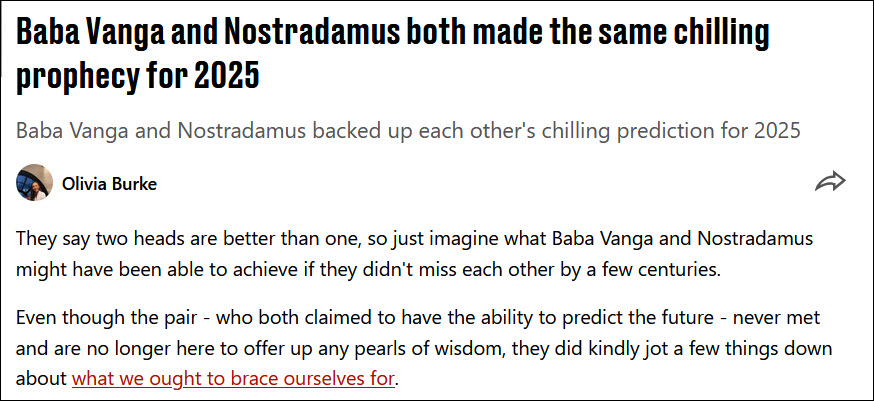 Baba Vanga and Nostradamus both made the same chilling
prophecy for 2025
Baba Vanga and Nostradamus backed up each other's chilling prediction for 2025
Olivia Burke
They say two heads are better than one, so just imagine what Baba Vanga and Nostradamus
might have been able to achieve if they didn't miss each other by a few centuries.
Even though the pair - who both claimed to have the ability to predict the future - never met
and are no longer here to offer up any pearls of wisdom, they did kindly jot a few things down
about what we ought to brace ourselves for.